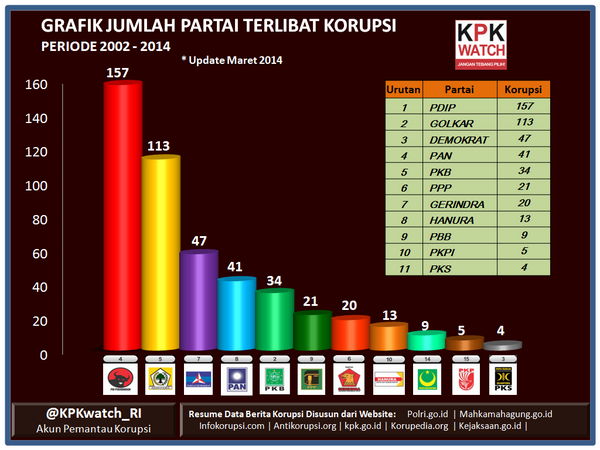 GRAFIK JUMLAH PARTAI TERLIBAT KORUPSI
PERIODE 2002 - 2014
* Update Maret 2014
KPK
WATCH
JANGAN TEBANG PILIH!
Urutan Partai Korupsi
1 PDIP 157
2 GOLKAR 113
3 DEMOKRAT 47
4 PAN 41
5 PKB 34
6 PPP 21
7 GERINDRA 20
8 HANURA 13
9 PBB 9
10 PKPI 5
11 PKS 4
160
140
120
100
80
60
40
20
0
157
113
47
41
34
21
20
13
9
5
4
4 5 7 8 2 9 6 10 14 15 3
PAN
PKB
PKS
@KPKwatch_RI
Akun Pemantau Korupsi
Resume Data Berita Korupsi Disusun dari Website: Polri.go.id | Mahkamahagung.go.id
Infokorupsi.com | Antikorupsi.org | kpk.go.id | Korupedia.org | Kejaksaan.go.id |